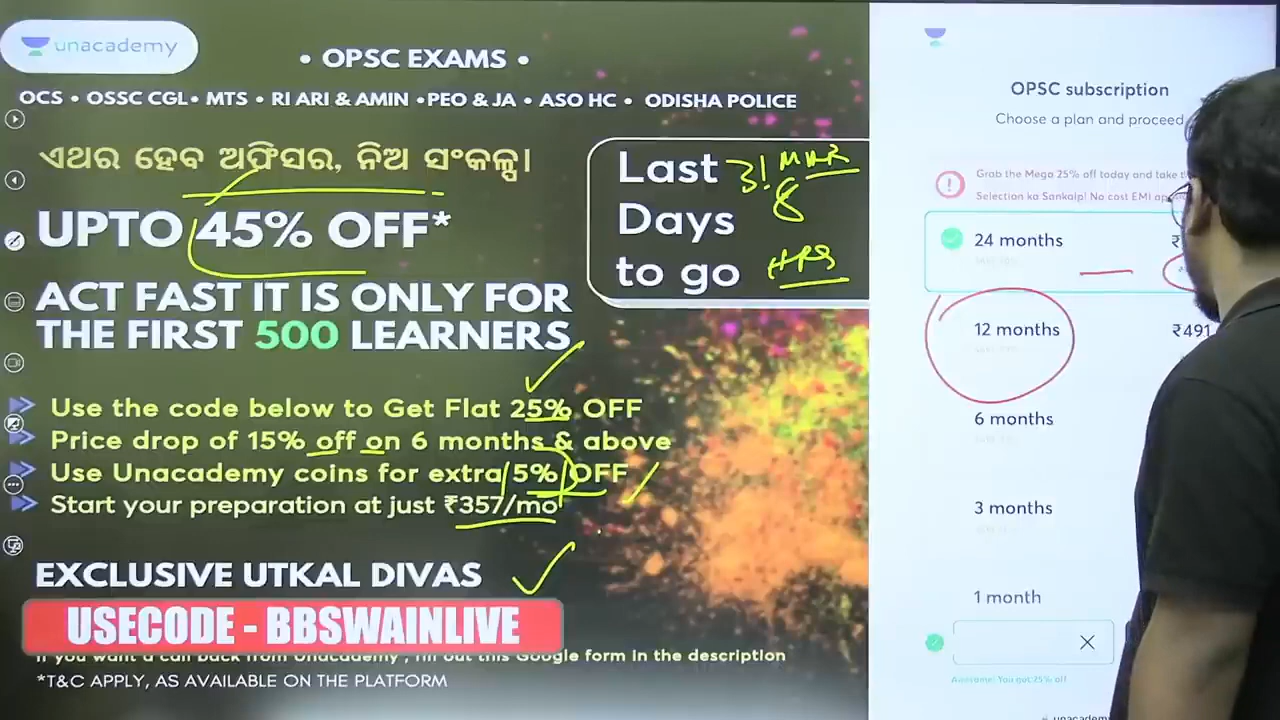 unacademy
• OPSC EXAMS •
OCS • OSSC CGL • MTS • RI ARI & AMIN • PEO & JA • ASO HC • ODISHA POLICE
ଏଥର ହେବ ଅଫିସର, ନିଅ ସଂକଳ୍ପ।
UPTO 45% OFF*
ACT FAST IT IS ONLY FOR
THE FIRST 500 LEARNERS
Use the code below to Get Flat 25% OFF
Price drop of 15% off on 6 months & above
Use Unacademy coins for extra 5% OFF
Start your preparation at just ₹357/mo
EXCLUSIVE UTKAL DIVAS
USECODE - BBSWAINLIVE
If you want a call back from Unacademy , fill out this Google form in the description
*T&C APPLY, AS AVAILABLE ON THE PLATFORM
Last 31 MAR
8
Days
to go HRS
OPSC subscription
Choose a plan and proceed
Grab the Mega 25% off today and take
Selection ka Sankalp! No cost EMI
24 months
₹
12 months ₹491
6 months
3 months
1 month
Awesome! You got 25% off
unacademy